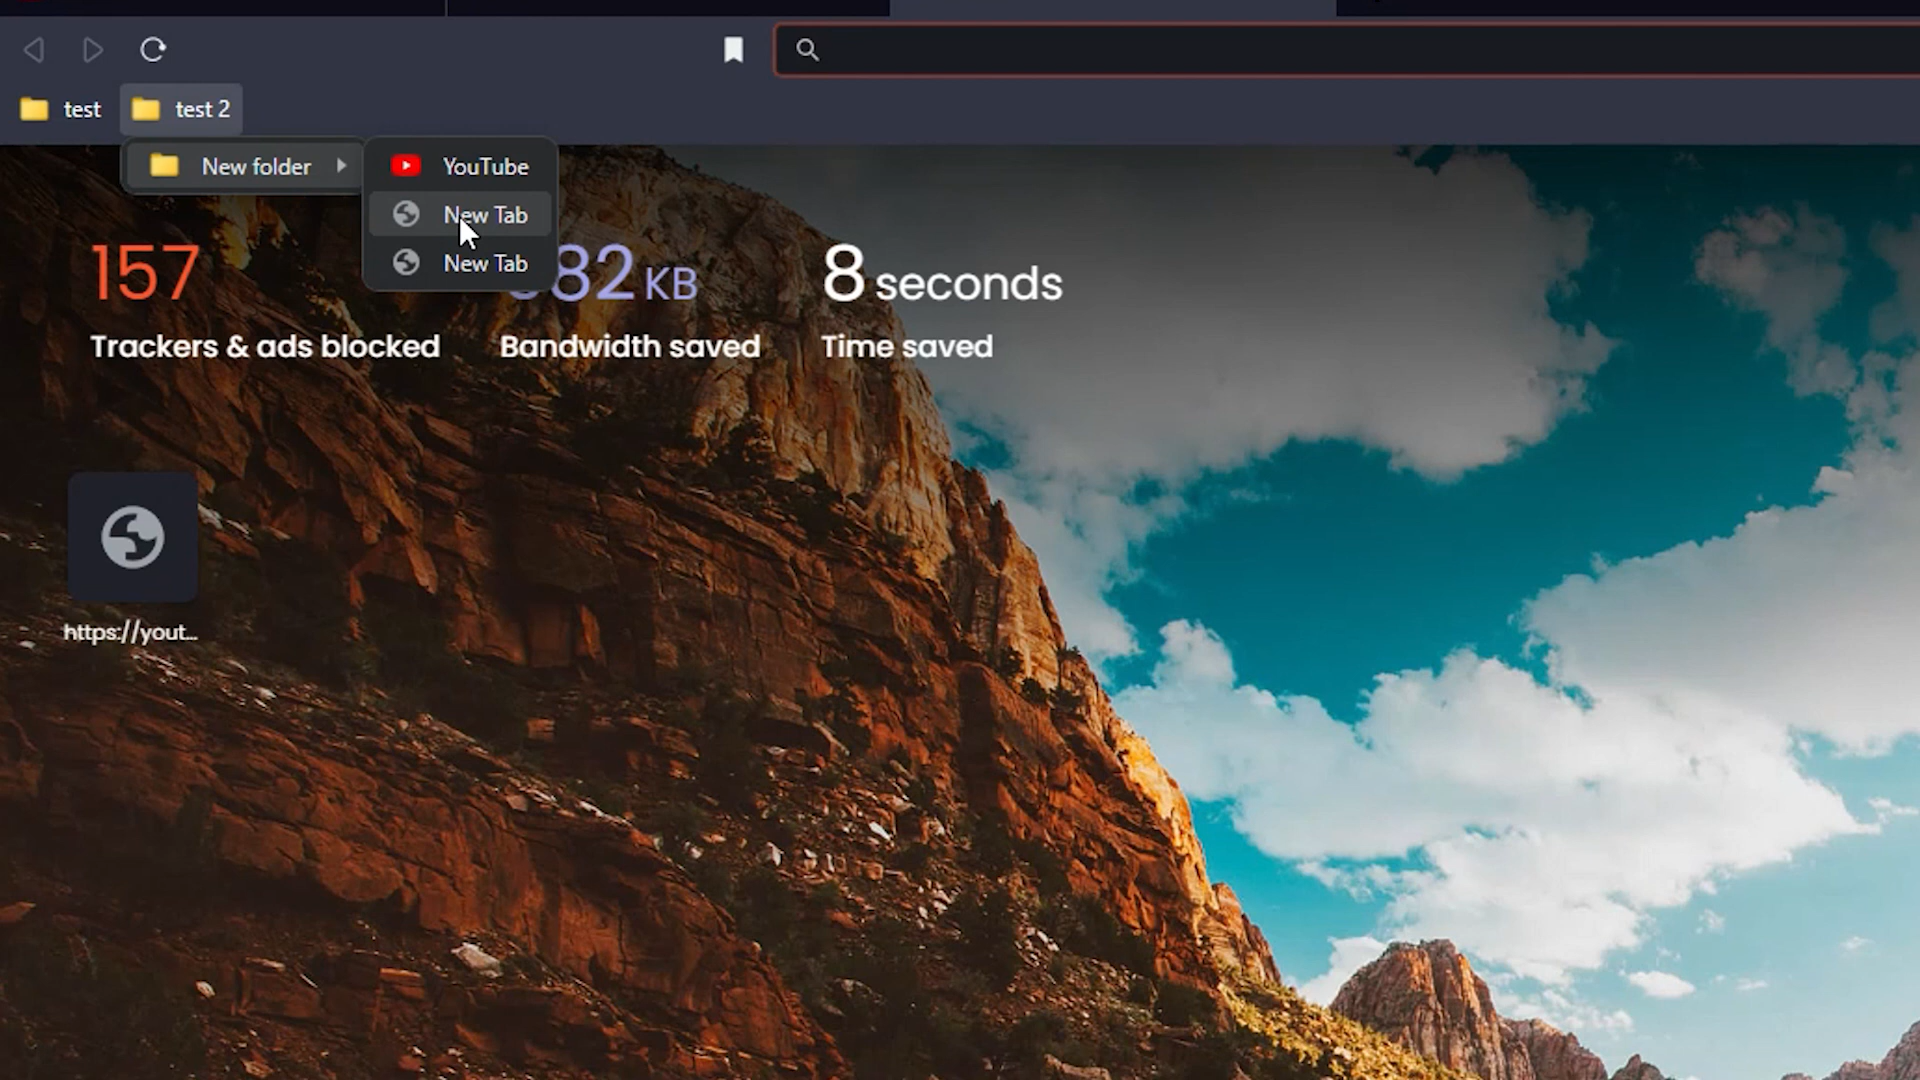 test
test 2
New folder
YouTube
New Tab
New Tab
157
82 KB
8 seconds
Trackers & ads blocked
Bandwidth saved
Time saved
https://yout...